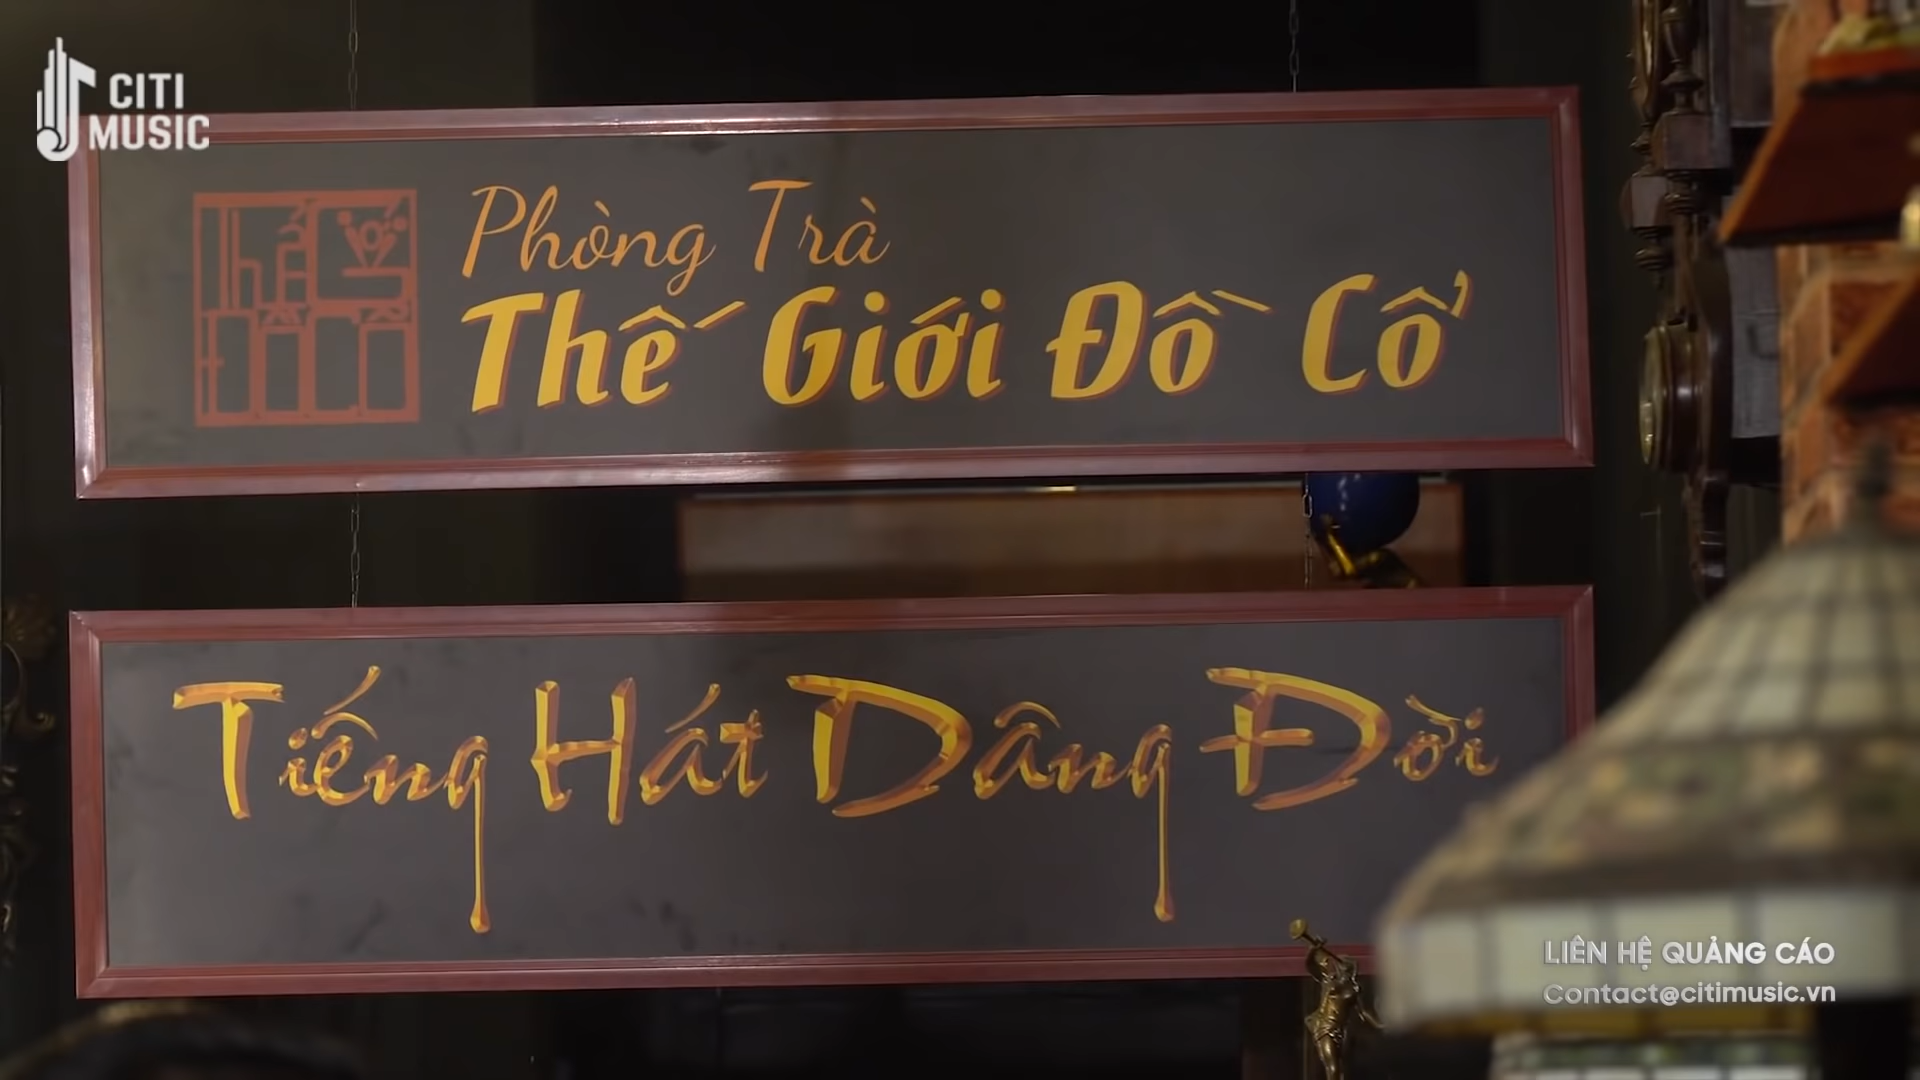 CITI
MUSIC
Phòng Trà
Thế Giới Đồ Cổ
Tiếng Hát Dâng Đời
LIÊN HỆ QUẢNG CÁO
Contact@citimusic.vn